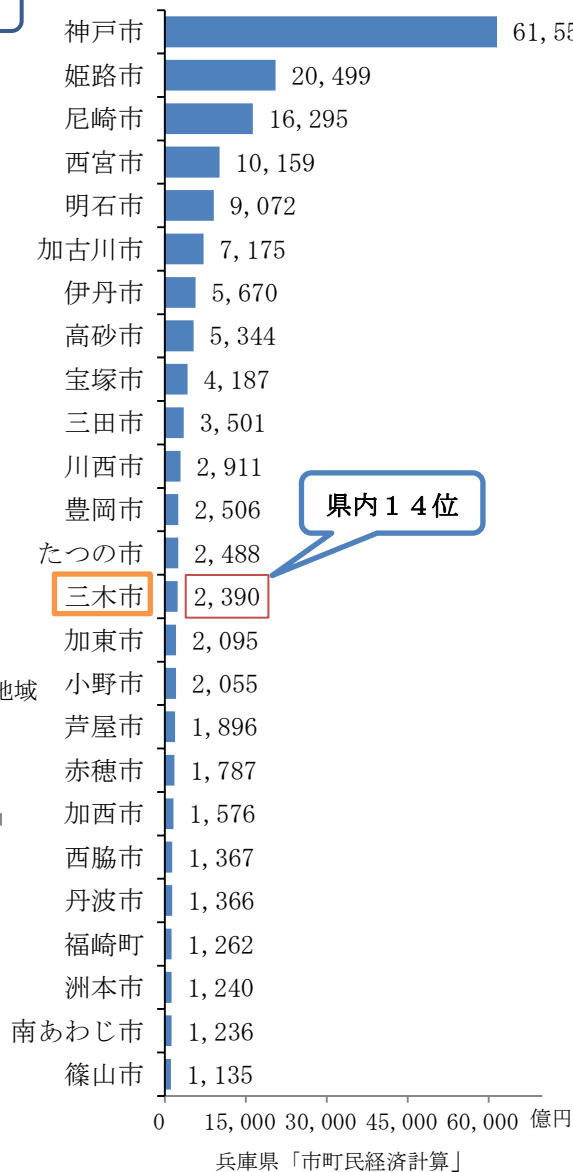 神戸市 61,55
姫路市 20,499
尼崎市 16,295
西宮市 10,159
明石市 9,072
加古川市 7,175
伊丹市 5,670
高砂市 5,344
宝塚市 4,187
三田市 3,501
川西市 2,911
県内１４位
豊岡市 2,506
たつの市 2,488
三木市 2,390
加東市 2,095
地域
小野市 2,055
芦屋市 1,896
赤穂市 1,787
加西市 1,576
西脇市 1,367
丹波市 1,366
福崎町 1,262
洲本市 1,240
南あわじ市 1,236
篠山市 1,135
0 15,000 30,000 45,000 60,000 億円
兵庫県「市町民経済計算」